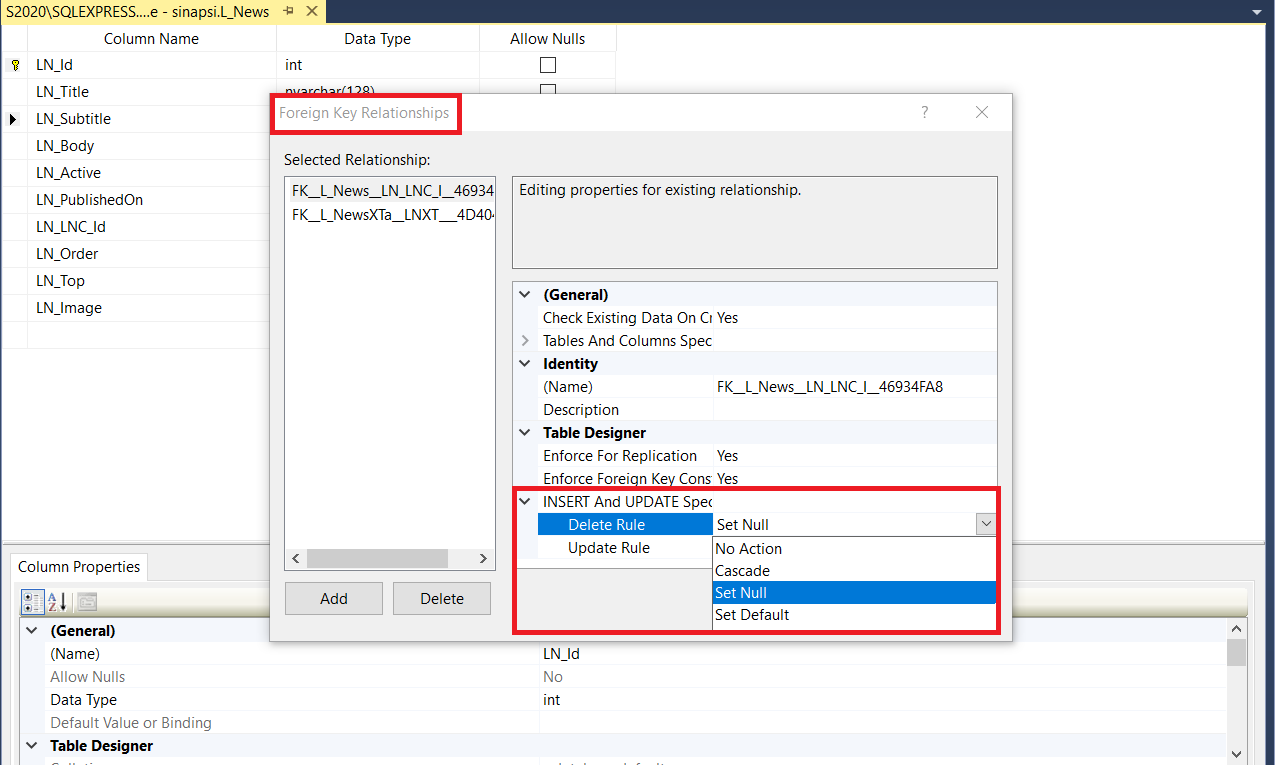 S2020\SQLEXPRESS....e - sinapsi.L_News
Column Name Data Type Allow Nulls
LN_Id int
LN_Title nvarchar(128)
LN_Subtitle
LN_Body
LN_Active
LN_PublishedOn
LN_LNC_Id
LN_Order
LN_Top
LN_Image
Foreign Key Relationships ?
Selected Relationship:
FK__L_News__LN_LNC_I__46934
FK__L_NewsXTa__LNXT___4D404
Add Delete
Editing properties for existing relationship.
(General)
Check Existing Data On Cr Yes
Tables And Columns Spec
Identity
(Name) FK__L_News__LN_LNC_I__46934FA8
Description
Table Designer
Enforce For Replication Yes
Enforce Foreign Key Cons Yes
INSERT And UPDATE Spec
Delete Rule Set Null
Update Rule
No Action
Cascade
Set Null
Set Default
Column Properties
(General)
(Name) LN_Id
Allow Nulls No
Data Type int
Default Value or Binding
Table Designer